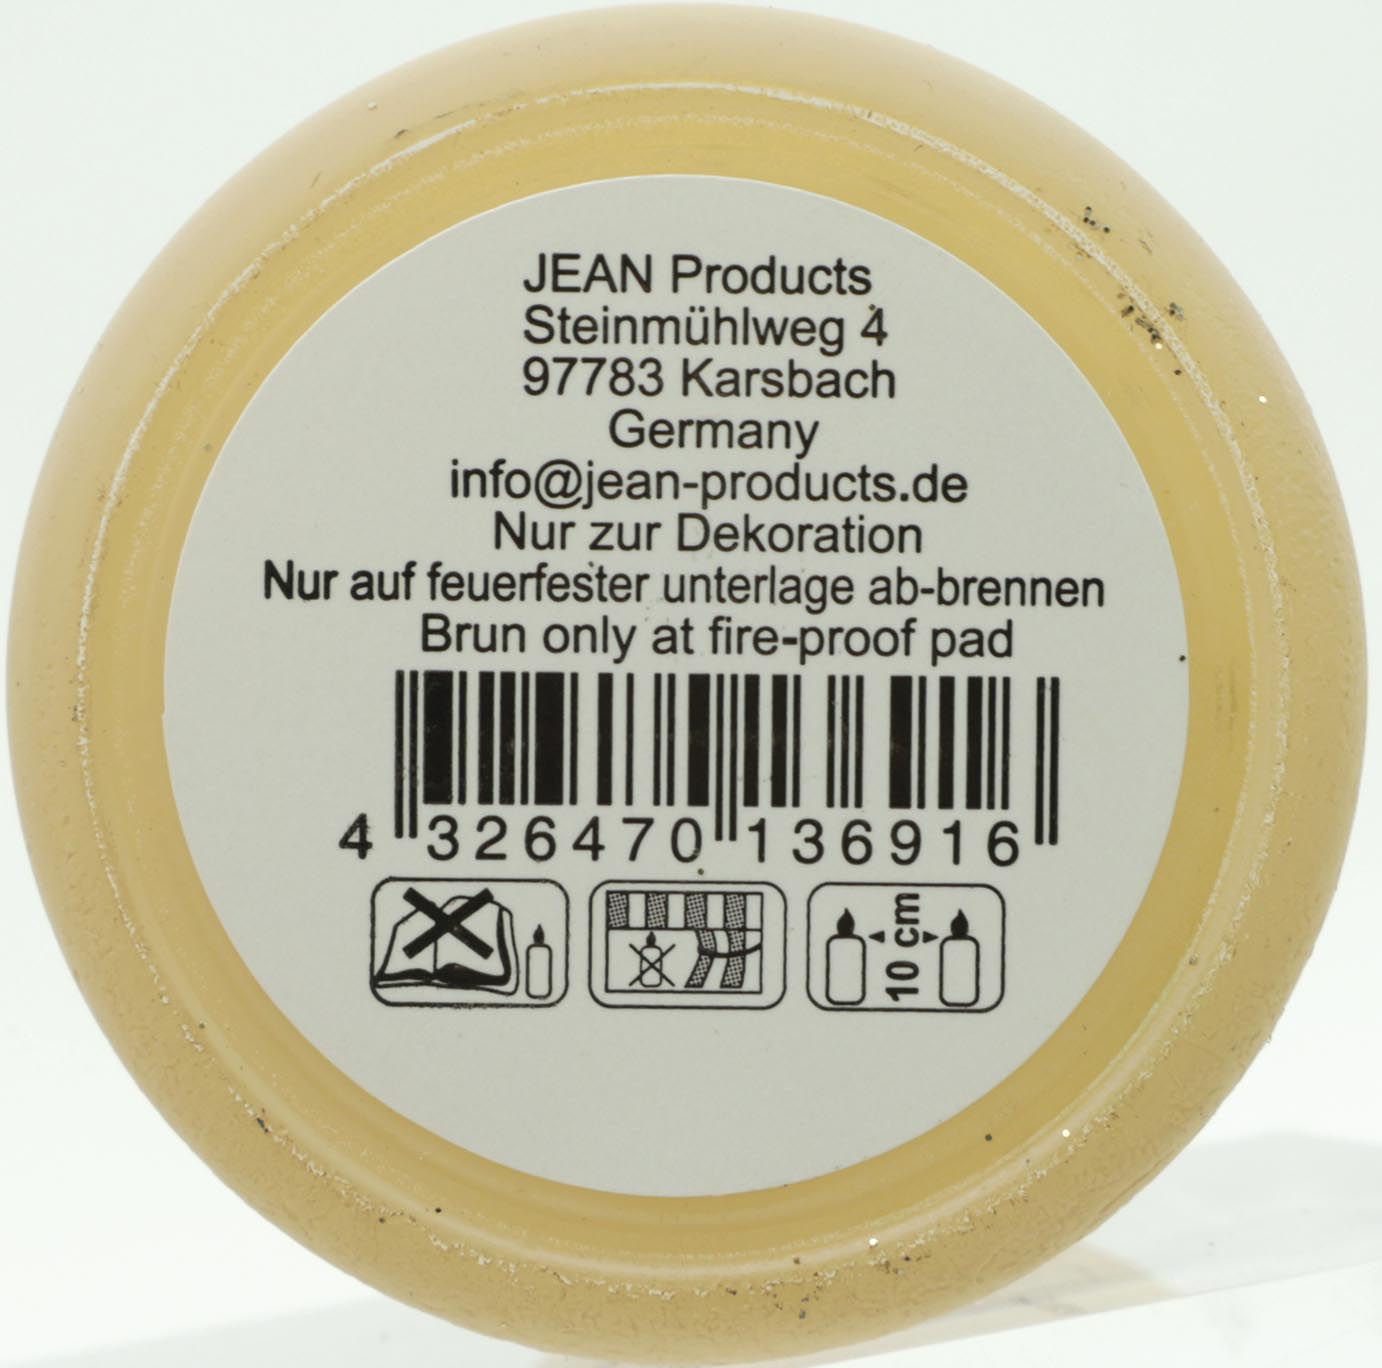 JEAN Products
Steinmühlweg 4
97783 Karsbach
Germany
info@jean-products.de
Nur zur Dekoration
Nur auf feuerfester unterlage ab-brennen
Brun only at fire-proof pad
4 326470 136916
10 cm